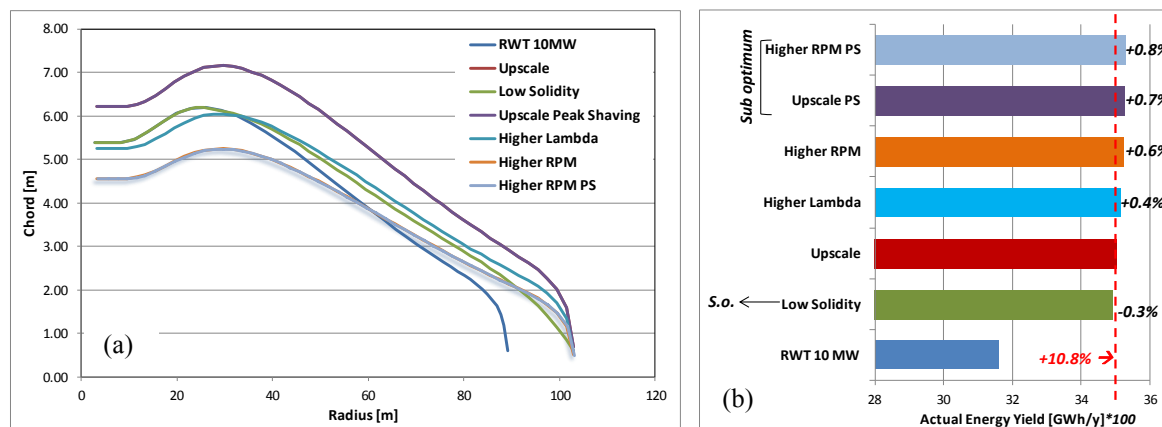 8.00
7.00
6.00
5.00
4.00
3.00
2.00
1.00
0.00
Chord [m]
0
20
40
60
80
100
120
Radius [m]
RWT 10MW
Upscale
Low Solidity
Upscale Peak Shaving
Higher Lambda
Higher RPM
Higher RPM PS
(a)
Sub optimum
Higher RPM PS
+0.8%
Upscale PS
+0.7%
Higher RPM
+0.6%
Higher Lambda
+0.4%
Upscale
S.o.
Low Solidity
-0.3%
RWT 10 MW
+10.8%
28
30
32
34
36
Actual Energy Yield [GWh/y]*100
(b)